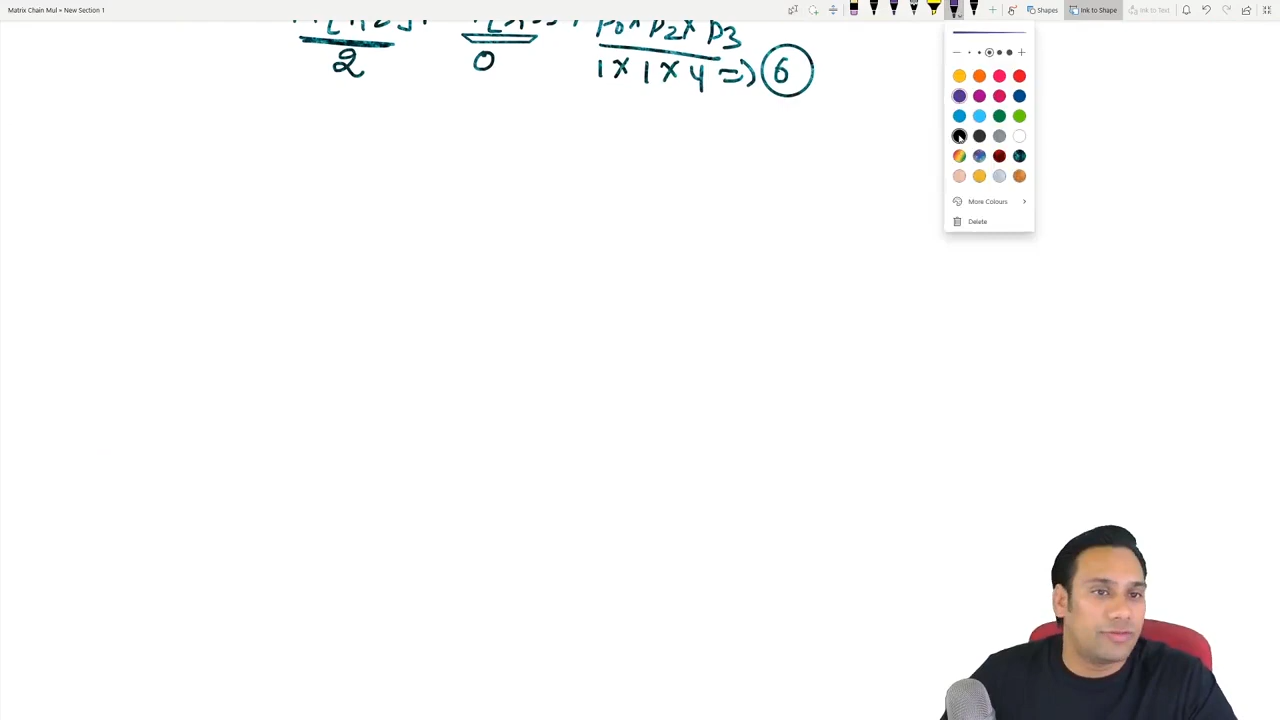 Matrix Chain Mul » New Section 1
Shapes
Ink to Shape
Ink to Text
P0 x P2 x P3
2
0
1 x 1 x 4 => 6
More Colours
Delete